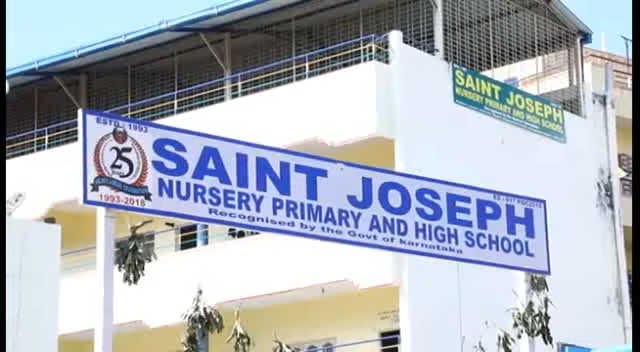 ESTD : 1993
25
1993-2018
SAINT JOSEPH
NURSERY PRIMARY AND HIGH SCHOOL
Recognised by the Govt of karnataka
SAINT JOSEPH
NURSERY PRIMARY AND HIGH SCHOOL